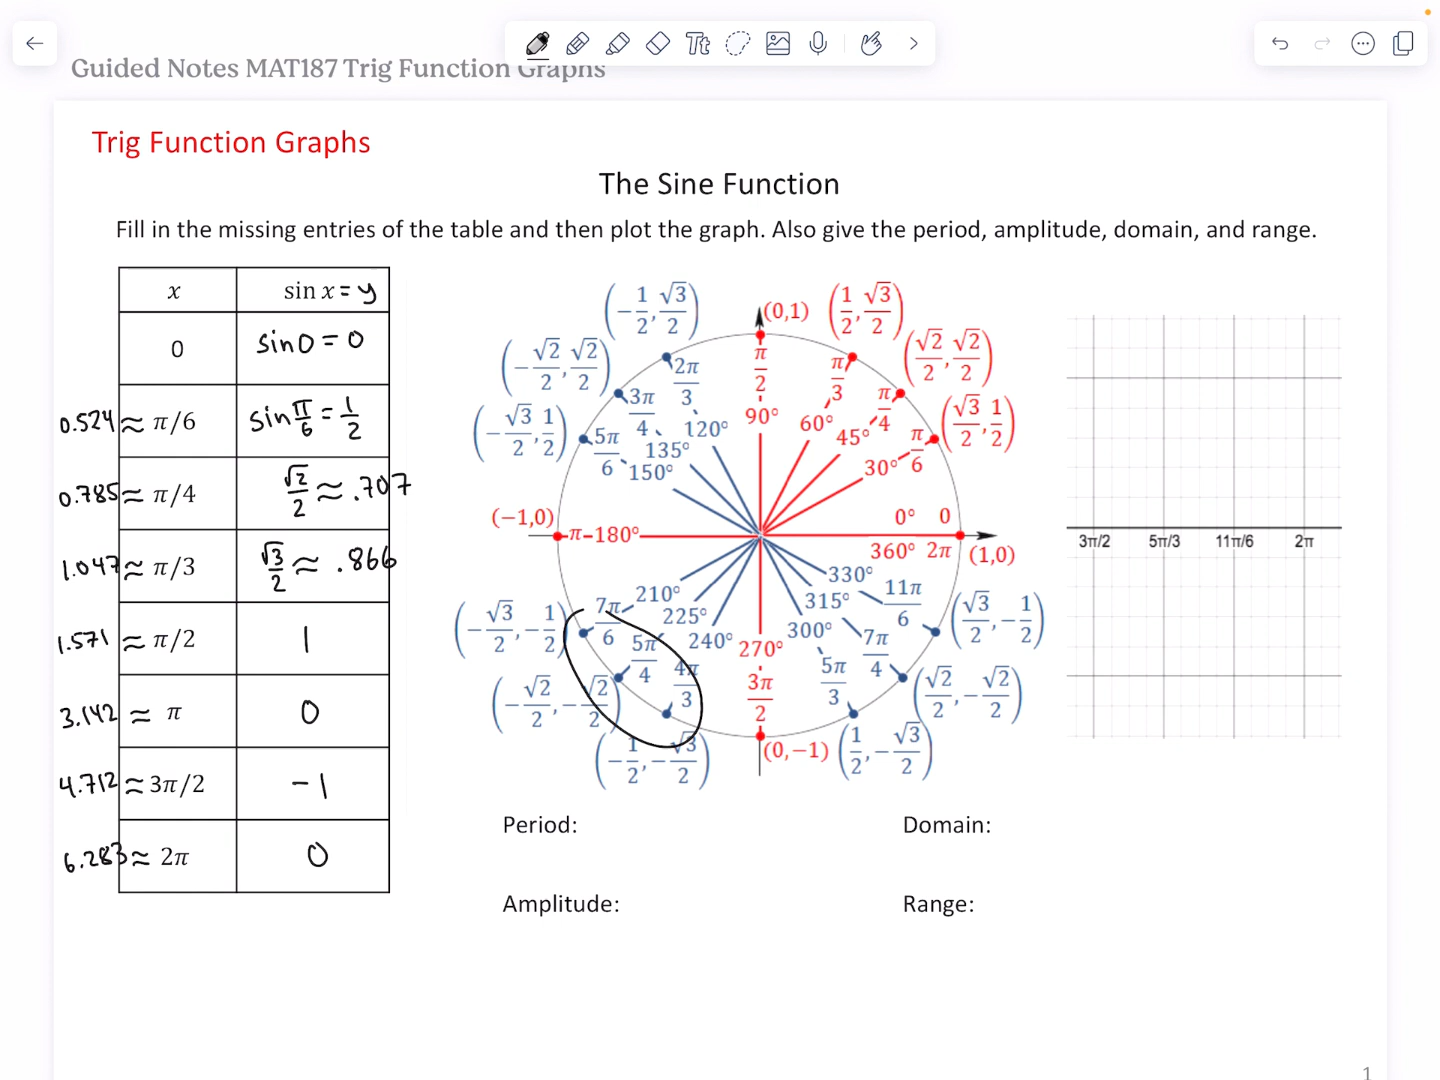 Tt
Guided Notes MAT187 Trig Function Graphs
Trig Function Graphs
The Sine Function
Fill in the missing entries of the table and then plot the graph. Also give the period, amplitude, domain, and range.
x sin x = y
0 sin 0 = 0
0.524 ≈ π/6 sin π/6 = 1/2
0.785 ≈ π/4 √2/2 ≈ .707
1.047 ≈ π/3 √3/2 ≈ .866
1.571 ≈ π/2 1
3.142 ≈ π 0
4.712 ≈ 3π/2 -1
6.283 ≈ 2π 0
(0,1)
π/2
90°
(1/2, √3/2)
π/3
60°
(√2/2, √2/2)
π/4
45°
(√3/2, 1/2)
π/6
30°
(-1/2, √3/2)
2π/3
120°
(-√2/2, √2/2)
3π/4
135°
(-√3/2, 1/2)
5π/6
150°
(-1,0)
π 180°
0° 0
360° 2π (1,0)
(-√3/2, -1/2)
7π/6
210°
(-√2/2, -√2/2)
5π/4
225°
(-1/2, -√3/2)
4π/3
240°
270°
3π/2
(0,-1)
300°
5π/3
(1/2, -√3/2)
315°
7π/4
(√2/2, -√2/2)
330°
11π/6
(√3/2, -1/2)
3π/2 5π/3 11π/6 2π
Period: Domain:
Amplitude: Range:
1